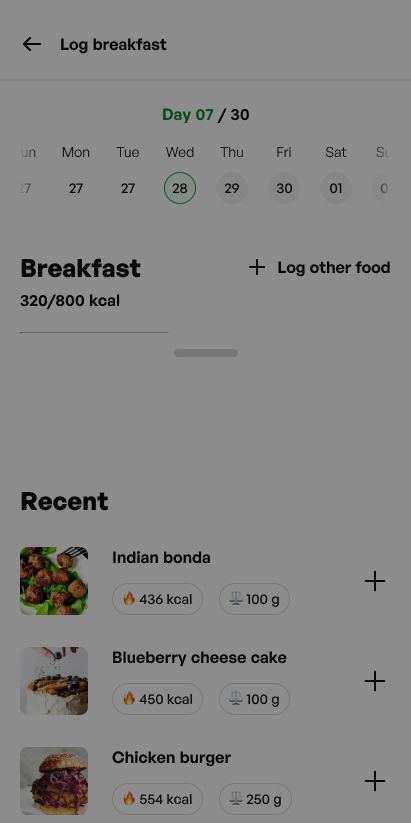 Log breakfast
Day 07 / 30
un Mon Tue Wed Thu Fri Sat Su
27 27 27 28 29 30 01
Breakfast
Log other food
320/800 kcal
Recent
Indian bonda
436 kcal 100 g
Blueberry cheese cake
450 kcal 100 g
Chicken burger
554 kcal 250 g